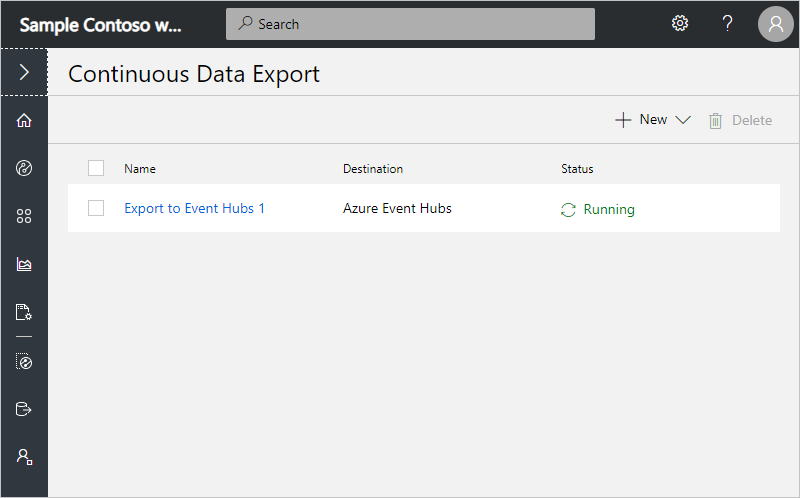 Sample Contoso w...
Search
?
Continuous Data Export
New
Delete
Name Destination Status
Export to Event Hubs 1 Azure Event Hubs Running